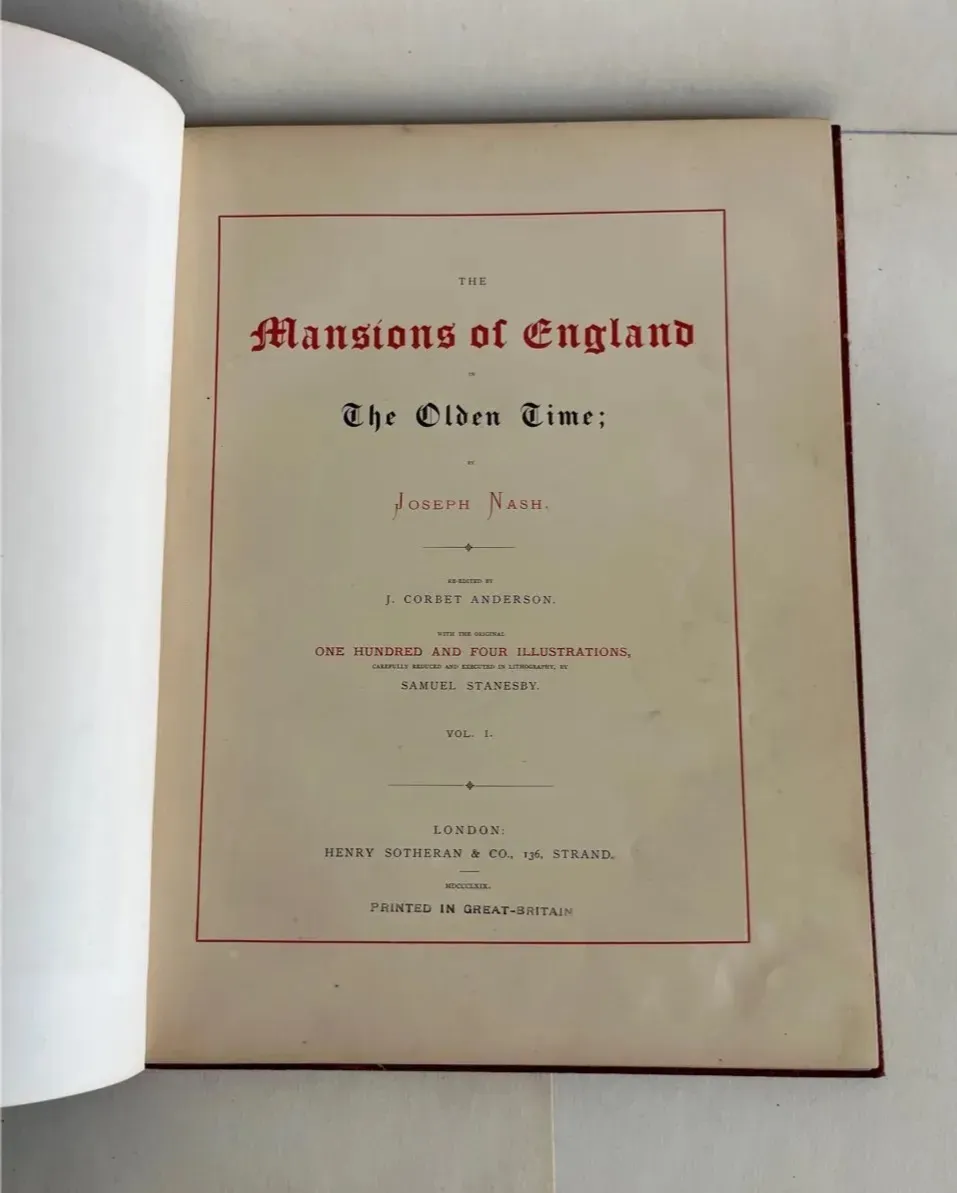 THE
Mansions of England
IN
The Olden Time;
BY
JOSEPH NASH.
RE-EDITED BY
J. CORBET ANDERSON.
WITH THE ORIGINAL
ONE HUNDRED AND FOUR ILLUSTRATIONS,
CAREFULLY REDUCED AND EXECUTED IN LITHOGRAPHY, BY
SAMUEL STANESBY.
VOL. I.
LONDON:
HENRY SOTHERAN & CO., 136, STRAND.
MDCCCLXIX.
PRINTED IN GREAT-BRITAIN